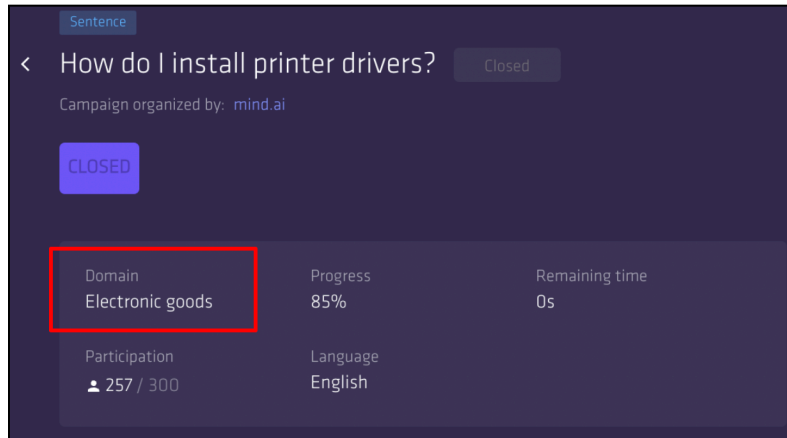 Sentence
How do I install printer drivers?
Closed
Campaign organized by: mind.ai
CLOSED
Domain
Electronic goods
Progress
85%
Remaining time
0s
Participation
257 / 300
Language
English